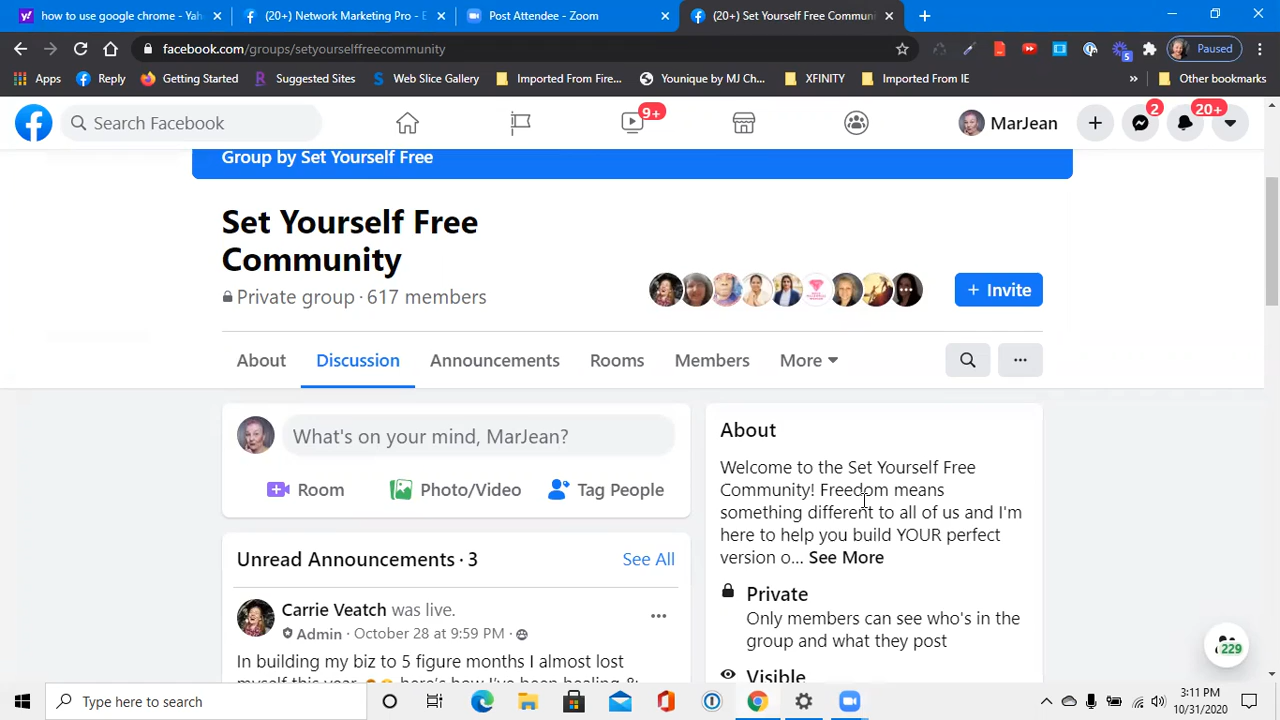 how to use google chrome - Yah
(20+) Network Marketing Pro - E
Post Attendee - Zoom
(20+) Set Yourself Free Commun
facebook.com/groups/setyourselffreecommunity
5
Paused
Apps
Reply
Getting Started
Suggested Sites
Web Slice Gallery
Imported From Fire...
Younique by MJ Ch...
XFINITY
Imported From IE
»
Other bookmarks
Search Facebook
9+
MarJean
2
20+
Group by Set Yourself Free
Set Yourself Free
Community
Private group · 617 members
+ Invite
About
Discussion
Announcements
Rooms
Members
More
What's on your mind, MarJean?
Room
Photo/Video
Tag People
Unread Announcements · 3
See All
Carrie Veatch was live.
Admin · October 28 at 9:59 PM ·
In building my biz to 5 figure months I almost lost
About
Welcome to the Set Yourself Free
Community! Freedom means
something different to all of us and I'm
here to help you build YOUR perfect
version o... See More
Private
Only members can see who's in the
group and what they post
Visible
229
Type here to search
3:11 PM
10/31/2020